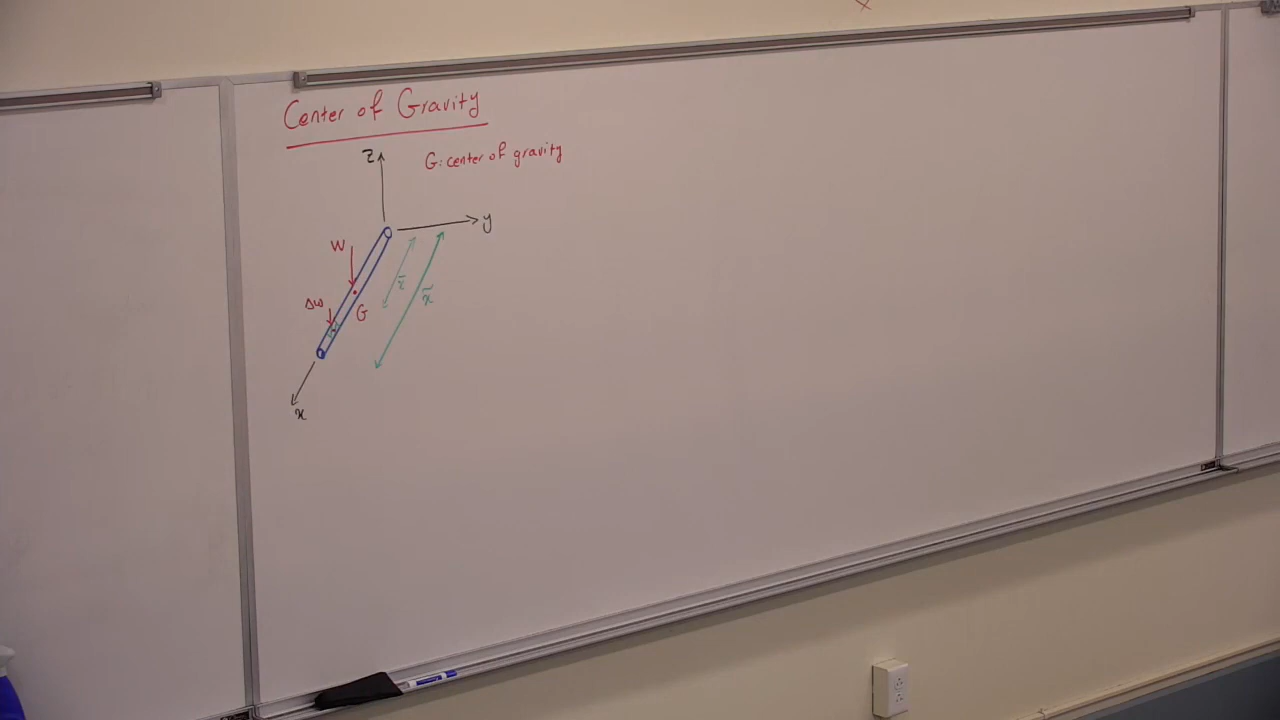 Center of Gravity
G: center of gravity
z
y
W
x̄
x̃
ΔW
G
x